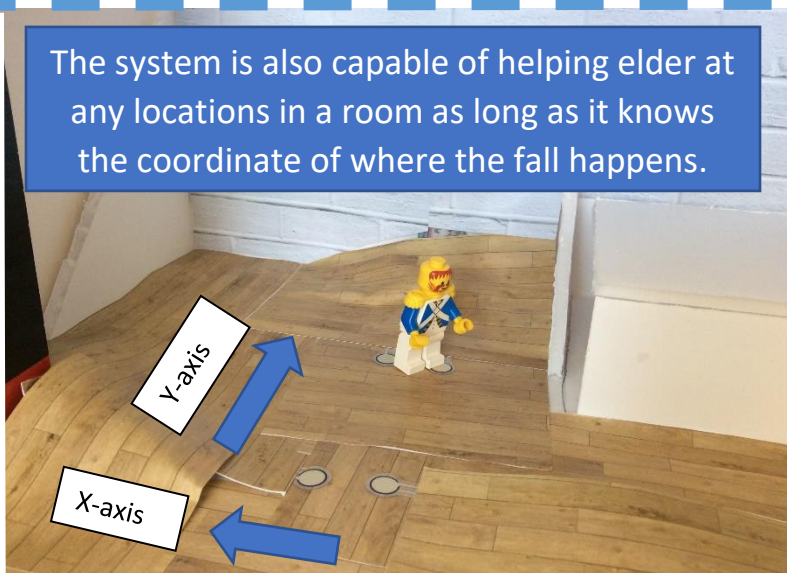 The system is also capable of helping elder at
any locations in a room as long as it knows
the coordinate of where the fall happens.
Y-axis
X-axis